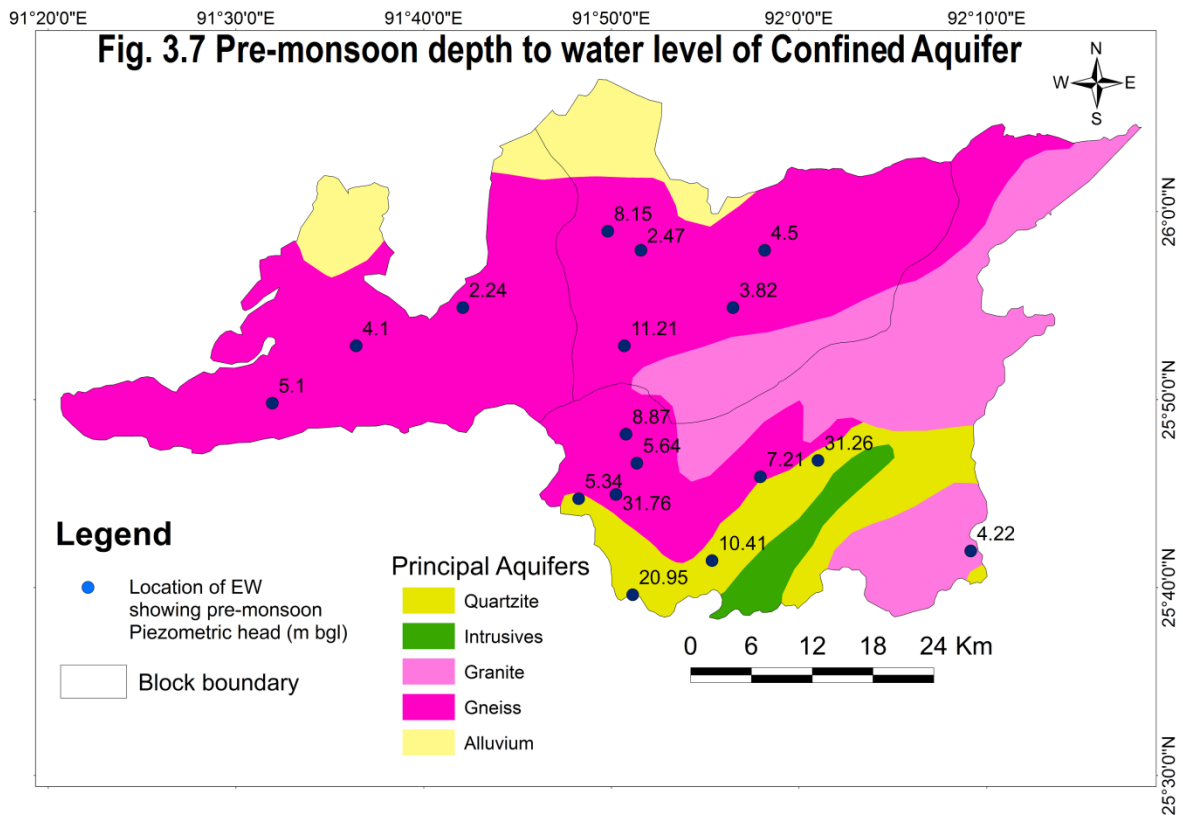 91°20'0"E 91°30'0"E 91°40'0"E 91°50'0"E 92°0'0"E 92°10'0"E
Fig. 3.7 Pre-monsoon depth to water level of Confined Aquifer
N
W E
S
26°0'0"N
8.15
2.47
4.5
2.24
3.82
4.1
11.21
5.1
25°50'0"N
8.87
5.64
31.26
7.21
5.34
31.76
10.41
4.22
20.95
25°40'0"N
25°30'0"N
Legend
Location of EW
showing pre-monsoon
Piezometric head (m bgl)
Block boundary
Principal Aquifers
Quartzite
Intrusives
Granite
Gneiss
Alluvium
0 6 12 18 24 Km